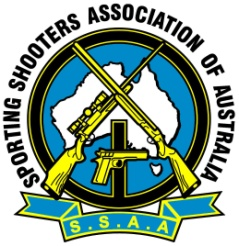 SPORTING SHOOTERS ASSOCIATION OF AUSTRALIA
S.S.A.A